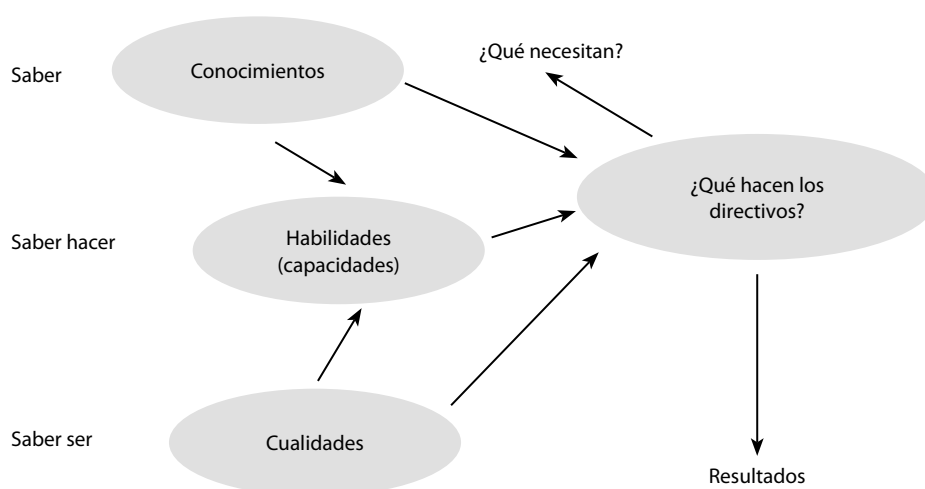 ¿Qué necesitan?
Saber
Conocimientos
¿Qué hacen los
directivos?
Saber hacer
Habilidades
(capacidades)
Saber ser
Cualidades
Resultados